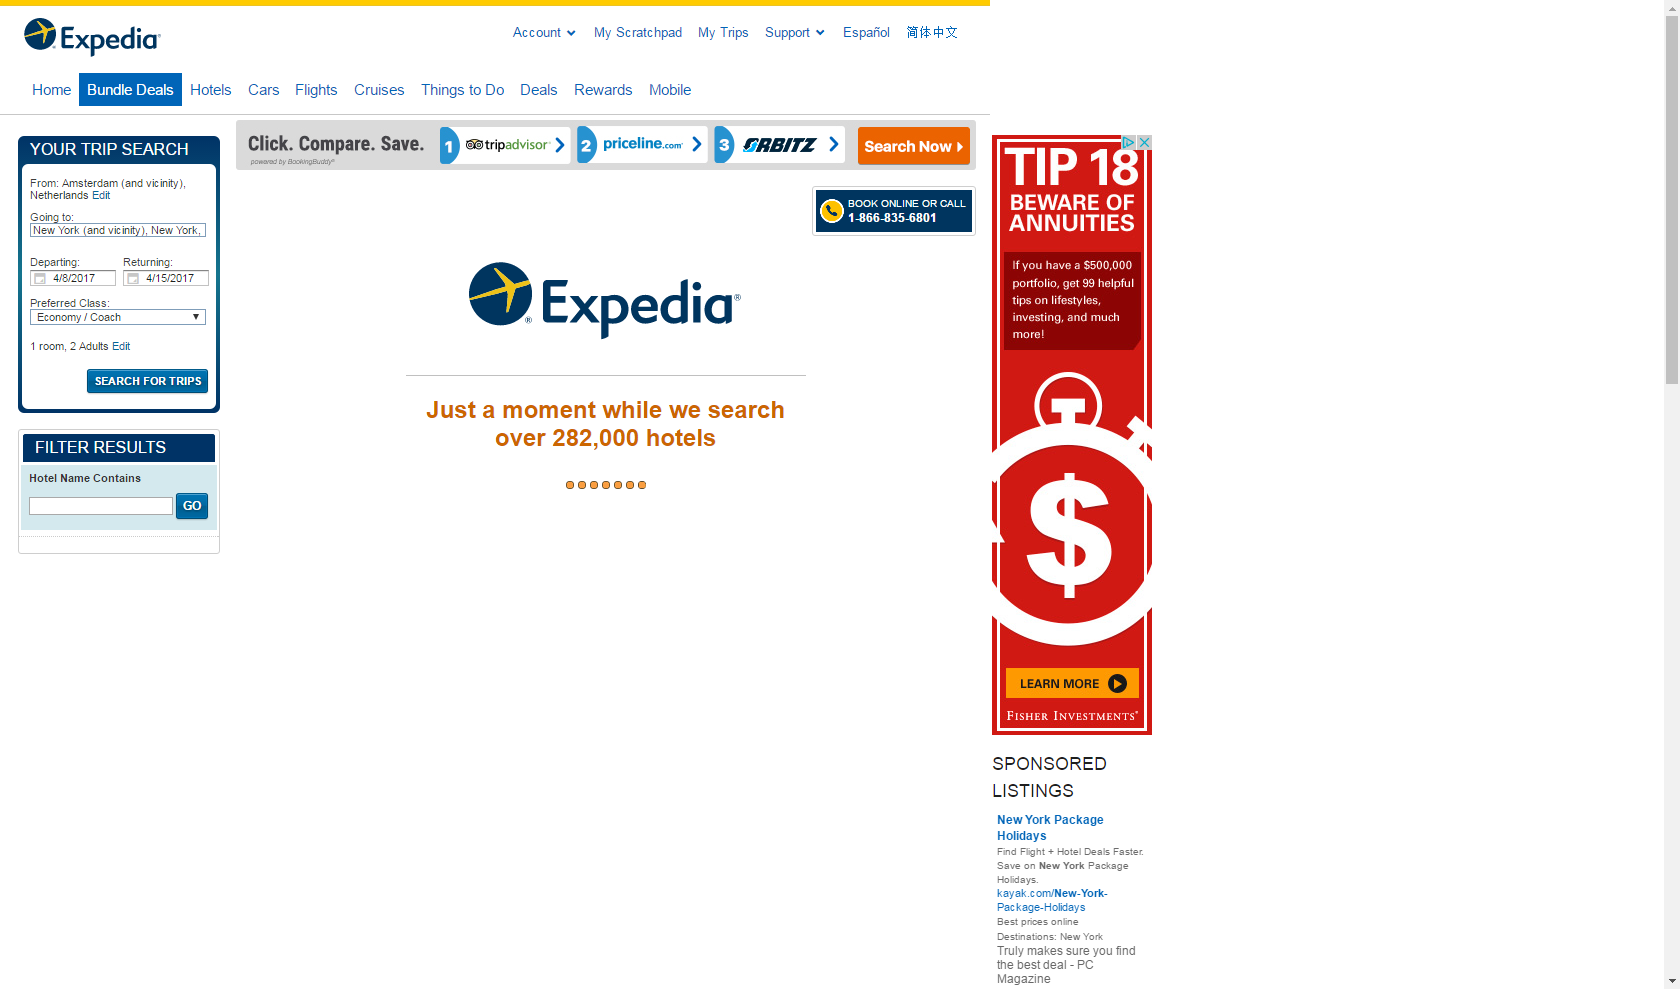 Expedia
Account
My Scratchpad
My Trips
Support
Español
简体中文
Home
Bundle Deals
Hotels
Cars
Flights
Cruises
Things to Do
Deals
Rewards
Mobile
YOUR TRIP SEARCH
From: Amsterdam (and vicinity),
Netherlands Edit
Going to:
New York (and vicinity), New York,
Departing:
Returning:
4/8/2017
4/15/2017
Preferred Class:
Economy / Coach
1 room, 2 Adults Edit
SEARCH FOR TRIPS
FILTER RESULTS
Hotel Name Contains
GO
Click. Compare. Save.
powered by BookingBuddy®
1 tripadvisor®
2 priceline.com®
3 ORBITZ
Search Now
BOOK ONLINE OR CALL
1-866-835-6801
Expedia®
Just a moment while we search
over 282,000 hotels
TIP 18
BEWARE OF
ANNUITIES
If you have a $500,000
portfolio, get 99 helpful
tips on lifestyles,
investing, and much
more!
$
LEARN MORE
FISHER INVESTMENTS®
SPONSORED
LISTINGS
New York Package
Holidays
Find Flight + Hotel Deals Faster.
Save on New York Package
Holidays.
kayak.com/New-York-
Package-Holidays
Best prices online
Destinations: New York
Truly makes sure you find
the best deal - PC
Magazine